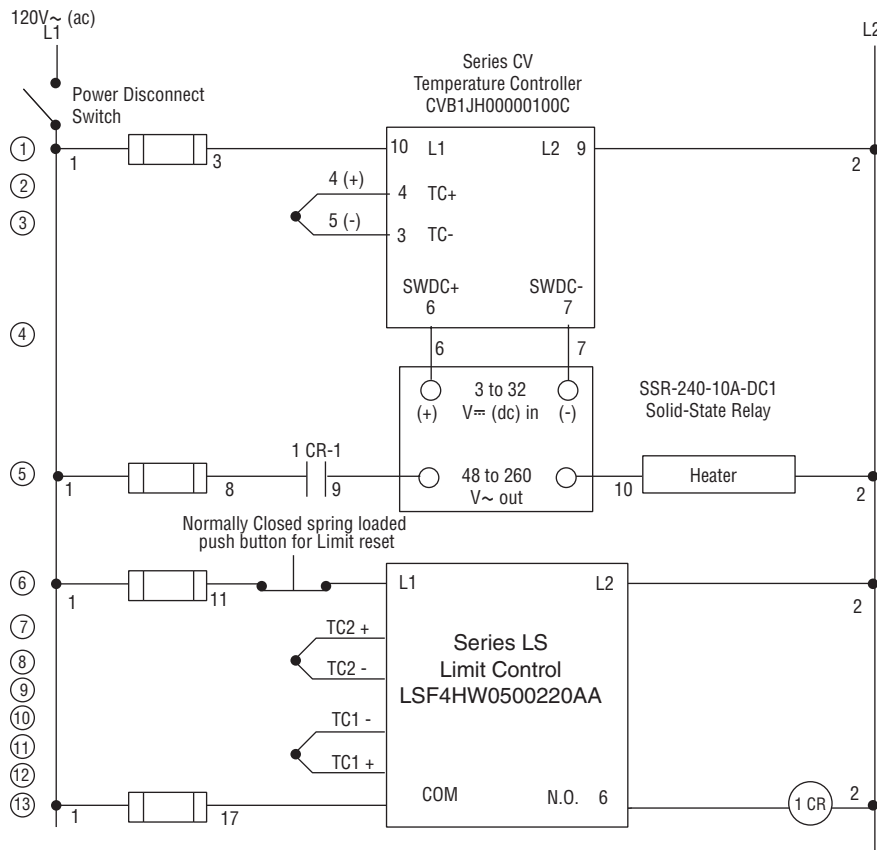 120V~ (ac)
L1
L2
Series CV
Temperature Controller
CVB1JH00000100C
Power Disconnect
Switch
1
1
3
10 L1
L2 9
2
2
4 (+)
4 TC+
3
5 (-)
3 TC-
SWDC+
6
SWDC-
7
4
6
7
3 to 32
V⎓ (dc) in
(+)
(-)
SSR-240-10A-DC1
Solid-State Relay
1 CR-1
5
1
8
9
48 to 260
V~ out
10
Heater
2
Normally Closed spring loaded
push button for Limit reset
6
1
11
L1
L2
2
7
TC2 +
8
TC2 -
Series LS
Limit Control
LSF4HW0500220AA
9
10
TC1 -
11
12
TC1 +
13
1
17
COM
N.O. 6
1 CR
2